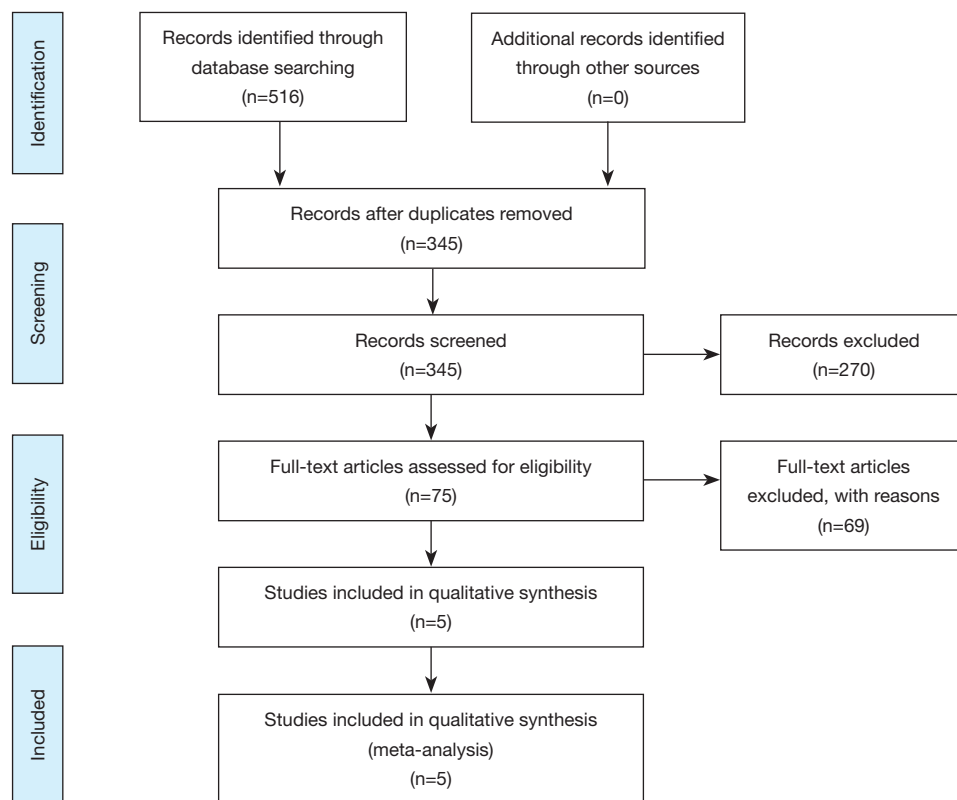 Identification
Records identified through
database searching
(n=516)
Additional records identified
through other sources
(n=0)
Records after duplicates removed
(n=345)
Screening
Records screened
(n=345)
Records excluded
(n=270)
Eligibility
Full-text articles assessed for eligibility
(n=75)
Full-text articles
excluded, with reasons
(n=69)
Studies included in qualitative synthesis
(n=5)
Included
Studies included in qualitative synthesis
(meta-analysis)
(n=5)